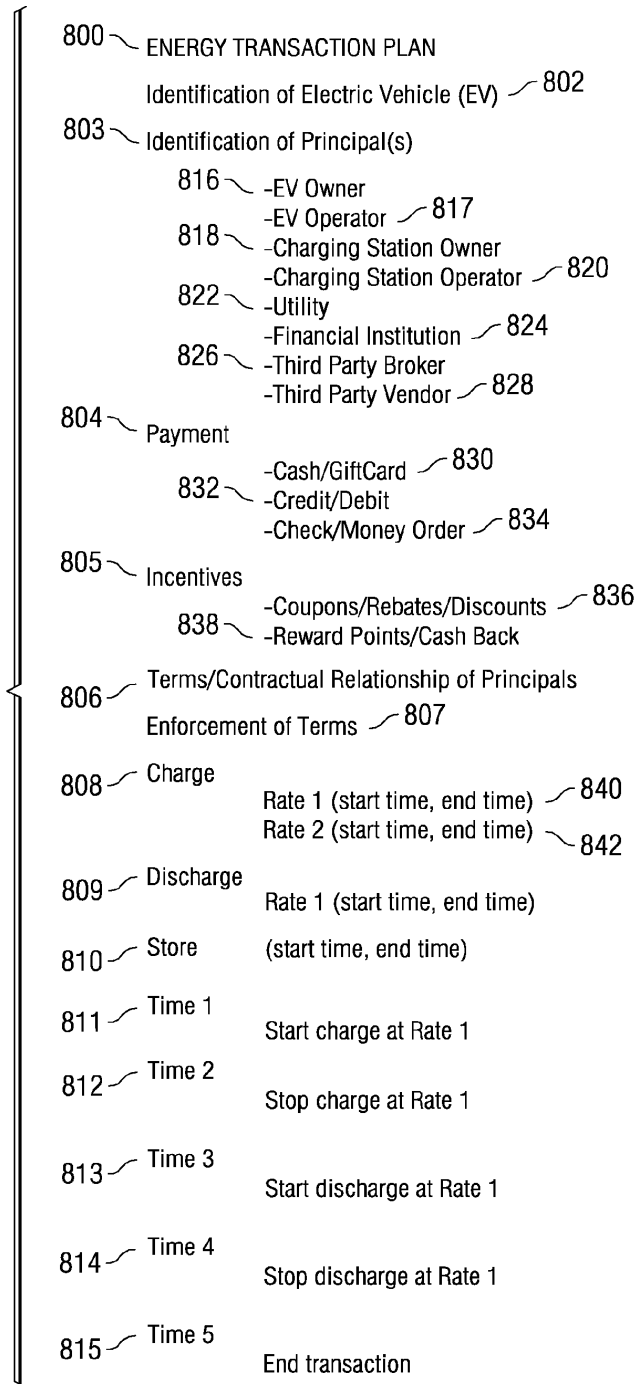 800 ENERGY TRANSACTION PLAN
Identification of Electric Vehicle (EV) 802
803 Identification of Principal(s)
816 -EV Owner
-EV Operator 817
818 -Charging Station Owner
-Charging Station Operator 820
822 -Utility
-Financial Institution 824
826 -Third Party Broker
-Third Party Vendor 828
804 Payment
-Cash/GiftCard 830
832 -Credit/Debit
-Check/Money Order 834
805 Incentives
-Coupons/Rebates/Discounts 836
838 -Reward Points/Cash Back
806 Terms/Contractual Relationship of Principals
Enforcement of Terms 807
808 Charge
Rate 1 (start time, end time) 840
Rate 2 (start time, end time) 842
809 Discharge
Rate 1 (start time, end time)
810 Store (start time, end time)
811 Time 1
Start charge at Rate 1
812 Time 2
Stop charge at Rate 1
813 Time 3
Start discharge at Rate 1
814 Time 4
Stop discharge at Rate 1
815 Time 5
End transaction